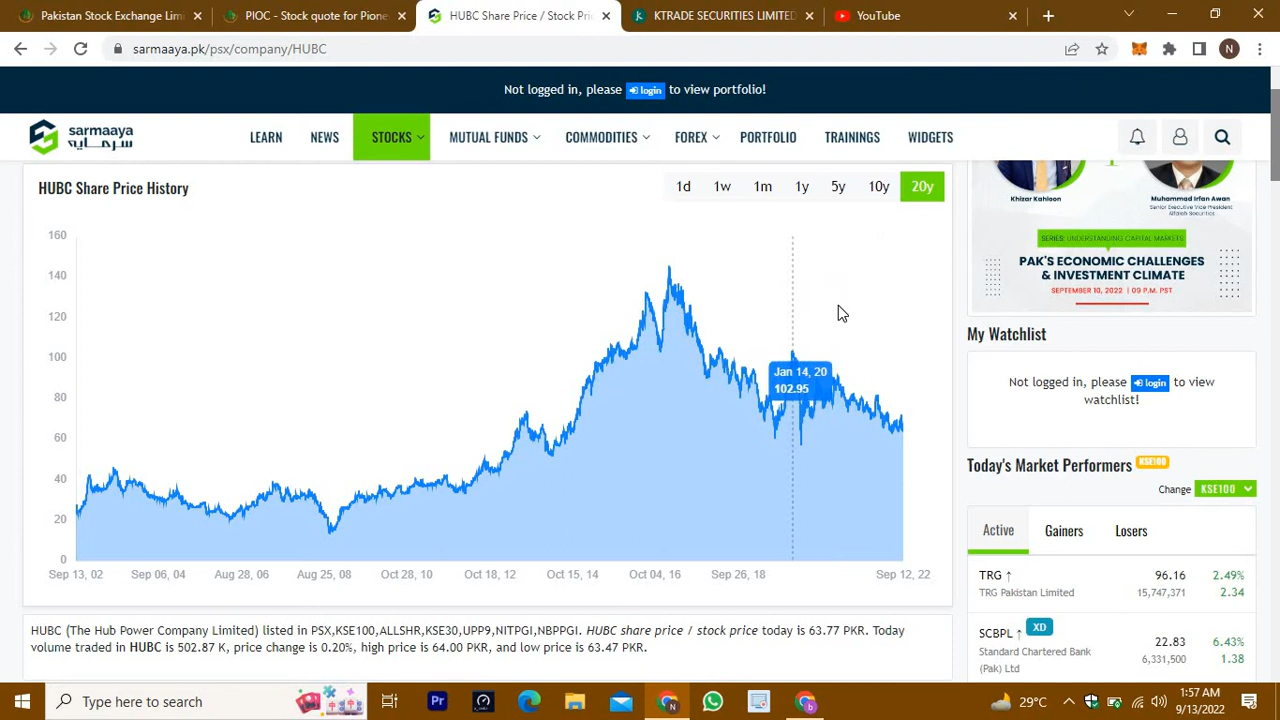 Pakistan Stock Exchange Lim
PIOC - Stock quote for Pione
HUBC Share Price / Stock Pri
KTRADE SECURITIES LIMITED
YouTube
sarmaaya.pk/psx/company/HUBC
N
Not logged in, please login to view portfolio!
sarmaaya
سرمایہ
LEARN
NEWS
STOCKS
MUTUAL FUNDS
COMMODITIES
FOREX
PORTFOLIO
TRAININGS
WIDGETS
HUBC Share Price History
1d 1w 1m 1y 5y 10y 20y
160
140
120
100
80
60
40
20
0
Jan 14, 20
102.95
Sep 13, 02 Sep 06, 04 Aug 28, 06 Aug 25, 08 Oct 28, 10 Oct 18, 12 Oct 15, 14 Oct 04, 16 Sep 26, 18 Sep 12, 22
HUBC (The Hub Power Company Limited) listed in PSX,KSE100,ALLSHR,KSE30,UPP9,NITPGI,NBPPGI. HUBC share price / stock price today is 63.77 PKR. Today
volume traded in HUBC is 502.87 K, price change is 0.20%, high price is 64.00 PKR, and low price is 63.47 PKR.
Khizar Kahloon
Muhammad Irfan Awan
Senior Executive Vice President
Alfalah Securities
SERIES: UNDERSTANDING CAPITAL MARKETS
PAK'S ECONOMIC CHALLENGES
& INVESTMENT CLIMATE
SEPTEMBER 10, 2022 | 09 P.M. PST
My Watchlist
Not logged in, please login to view
watchlist!
Today's Market Performers KSE100
Change KSE100
Active Gainers Losers
TRG ↑ 96.16 2.49%
TRG Pakistan Limited 15,747,371 2.34
SCBPL ↑ XD 22.83 6.43%
Standard Chartered Bank 6,331,500 1.38
(Pak) Ltd
Type here to search
Pr
N
b
29°C
1:57 AM
9/13/2022